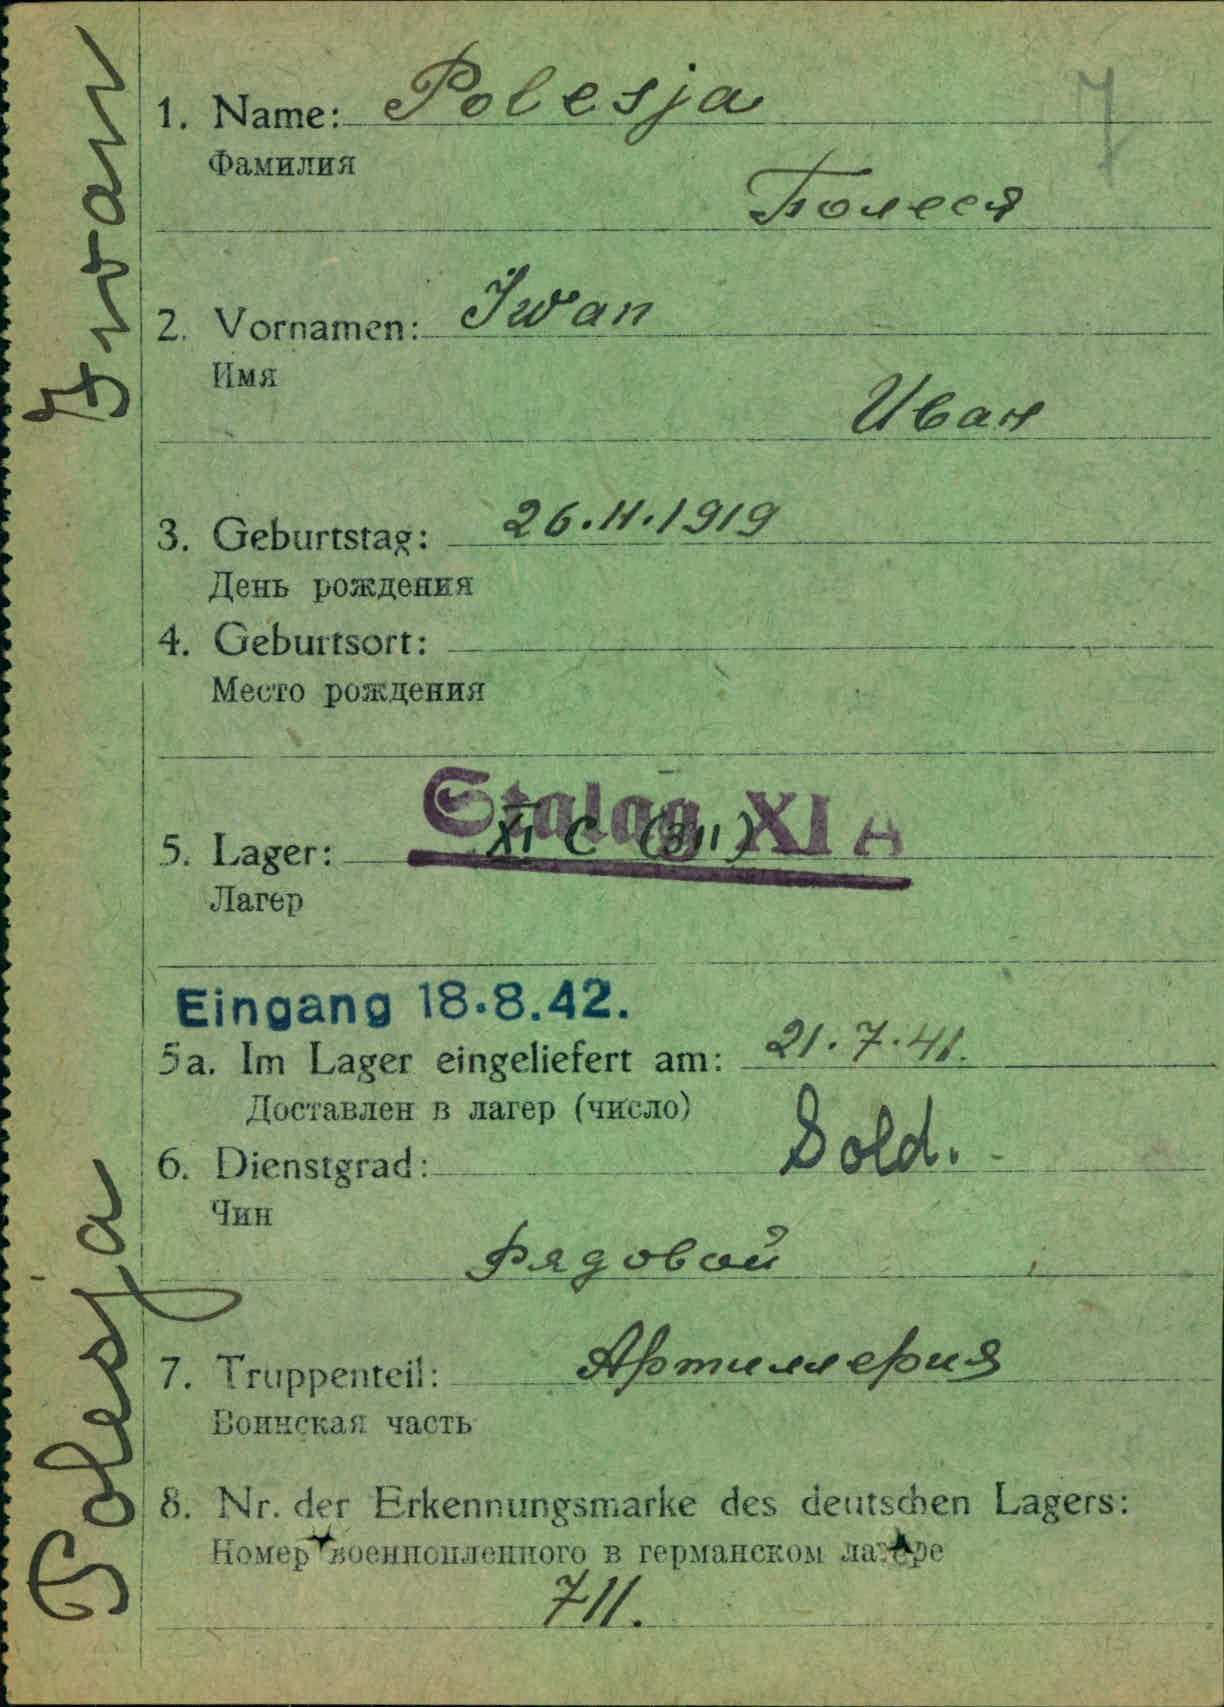 Polesja Iwan
7
1. Name: Polesja
Фамилия
Полеся
2. Vornamen: Iwan
Имя
Иван
3. Geburtstag: 26.11.1919
День рождения
4. Geburtsort:
Место рождения
Stalag XI A
5. Lager: XI C (311)
Лагер
Eingang 18.8.42.
5a. Im Lager eingeliefert am: 21.7.41.
Доставлен в лагер (число)
6. Dienstgrad: Sold.
Чин
Рядовой
7. Truppenteil: Артиллерия
Воинская часть
8. Nr. der Erkennungsmarke des deutschen Lagers:
Номер военнопленного в германском лагере
711.